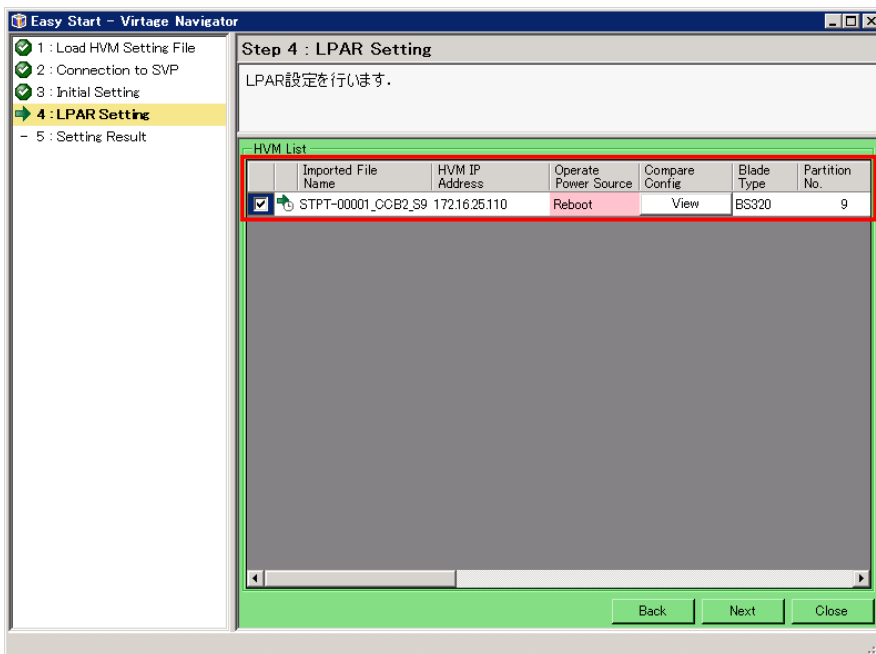 Easy Start - Virtage Navigator
1 : Load HVM Setting File
2 : Connection to SVP
3 : Initial Setting
4 : LPAR Setting
- 5 : Setting Result
Step 4 : LPAR Setting
LPAR設定を行います.
HVM List
Imported File Name HVM IP Address Operate Power Source Compare Config Blade Type Partition No.
STPT-00001_CCB2_S9 172.16.25.110 Reboot View BS320 9
Back Next Close